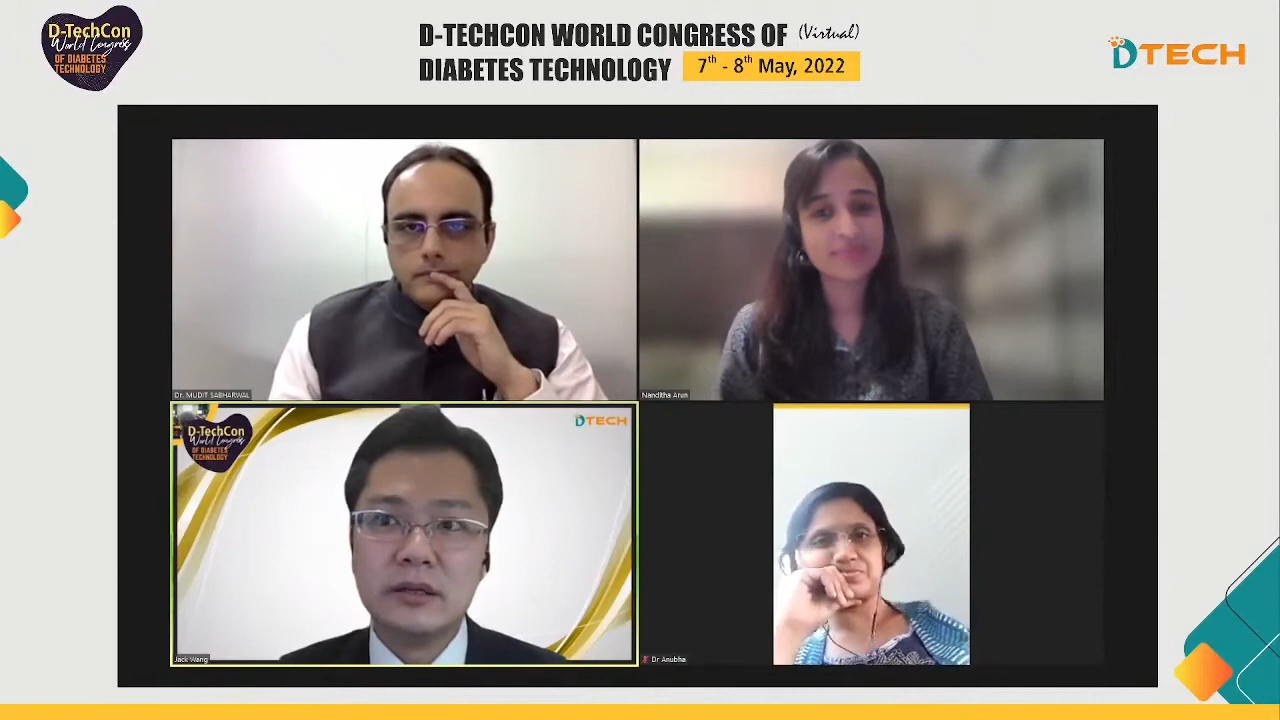 D-TechCon
World Congress
OF DIABETES
TECHNOLOGY
D-TECHCON WORLD CONGRESS OF (Virtual)
DIABETES TECHNOLOGY 7th - 8th May, 2022
DTECH
Dr. MUDIT SABHARWAL
Nanditha Arun
D-TechCon
World Congress
OF DIABETES
TECHNOLOGY
DTECH
Jack Wang
Dr Anubha